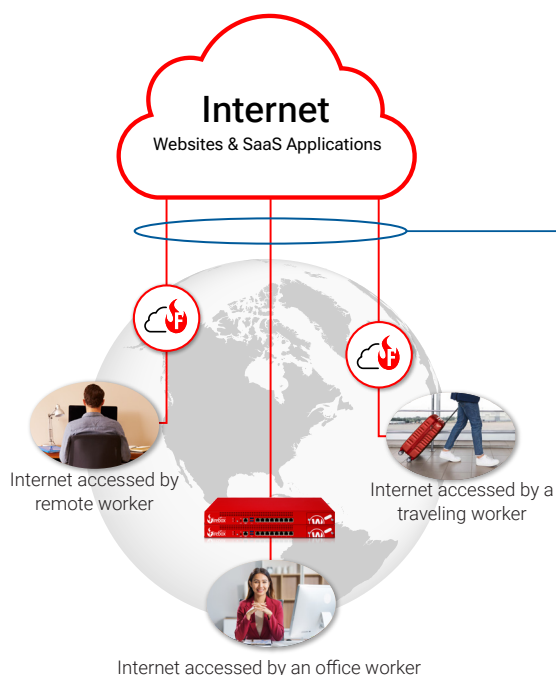 Internet
Websites & SaaS Applications
F
F
Internet accessed by
remote worker
Internet accessed by a
traveling worker
Internet accessed by an office worker